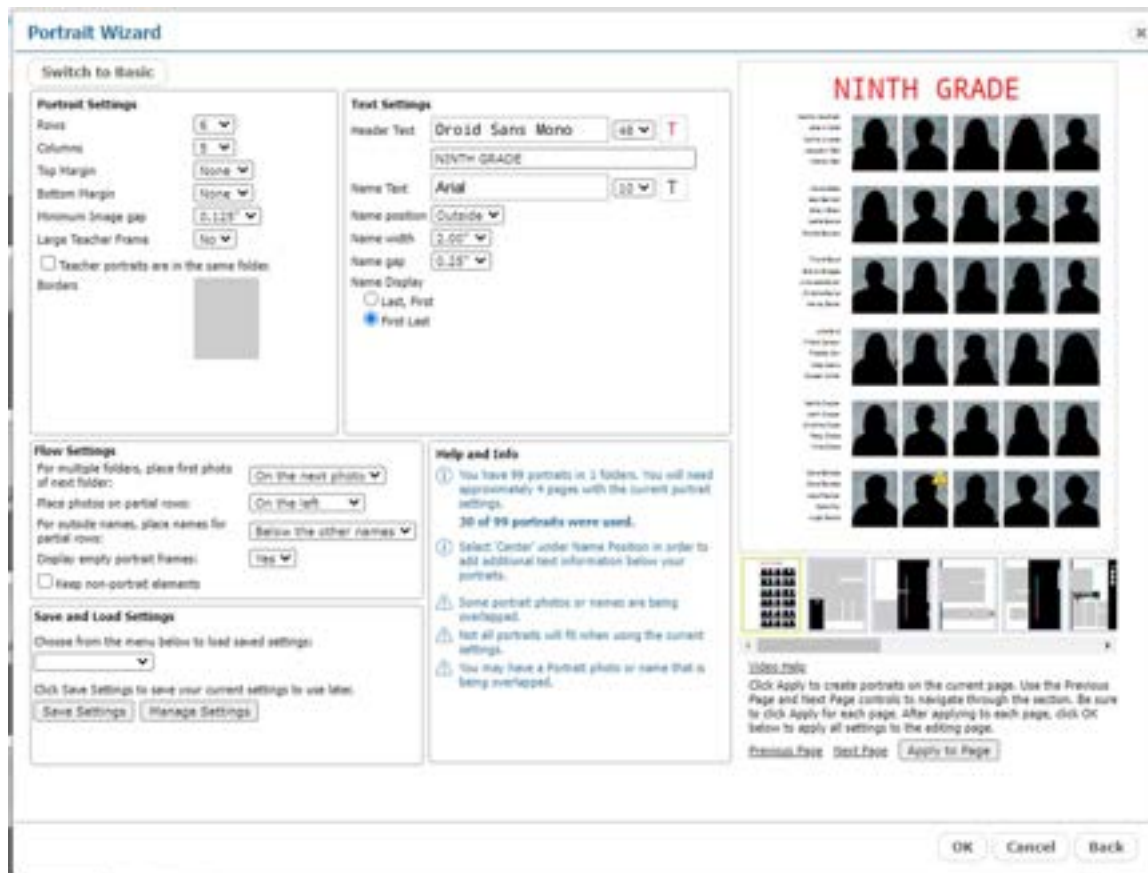 Portrait Wizard
Switch to Basic
Portrait Settings
Rows 6
Columns 5
Top Margin None
Bottom Margin None
Minimum Image gap 0.125"
Large Teacher Frame No
Teacher portraits are in the same folder.
Borders
Text Settings
Header Text Droid Sans Mono 48 T
NINTH GRADE
Name Text Arial 10 T
Name position Outside
Name width 2.00"
Name gap 0.25"
Name Display
Last, First
First Last
Flow Settings
For multiple folders, place first photo
of next folder: On the next photo
Place photos on partial rows: On the left
For outside names, place names for
partial rows: Below the other names
Display empty portrait frames: Yes
Keep non-portrait elements
Save and Load Settings
Choose from the menu below to load saved settings:
Click Save Settings to save your current settings to use later.
Save Settings Manage Settings
Help and Info
You have 99 portraits in 1 folders. You will need
approximately 4 pages with the current portrait
settings.
30 of 99 portraits were used.
Select 'Center' under Name Position in order to
add additional text information below your
portraits.
Some portrait photos or names are being
overlapped.
Not all portraits will fit when using the current
settings.
You may have a Portrait photo or name that is
being overlapped.
NINTH GRADE
Video Help
Click Apply to create portraits on the current page. Use the Previous
Page and Next Page controls to navigate through the section. Be sure
to click Apply for each page. After applying to each page, click OK
below to apply all settings to the editing page.
Previous Page Next Page Apply to Page
OK Cancel Back